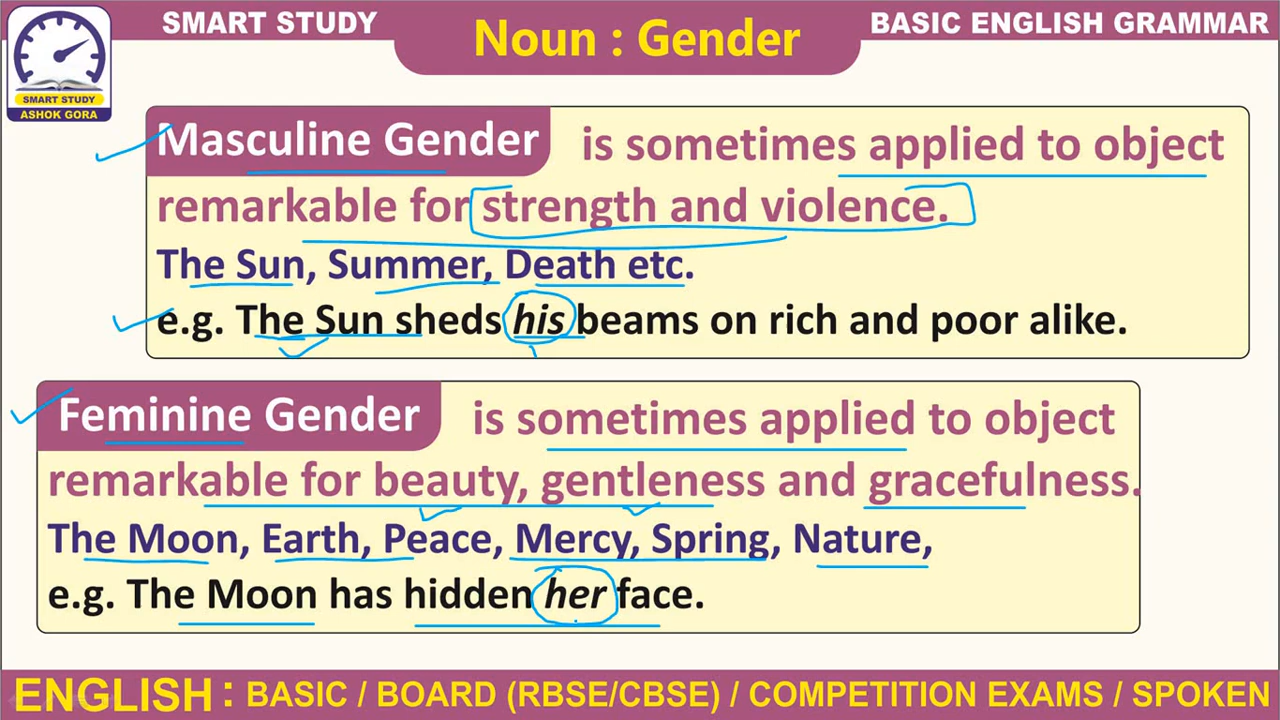 SMART STUDY
Noun : Gender
BASIC ENGLISH GRAMMAR
SMART STUDY
ASHOK GORA
Masculine Gender is sometimes applied to object
remarkable for strength and violence.
The Sun, Summer, Death etc.
e.g. The Sun sheds his beams on rich and poor alike.
Feminine Gender is sometimes applied to object
remarkable for beauty, gentleness and gracefulness.
The Moon, Earth, Peace, Mercy, Spring, Nature,
e.g. The Moon has hidden her face.
ENGLISH : BASIC / BOARD (RBSE/CBSE) / COMPETITION EXAMS / SPOKEN